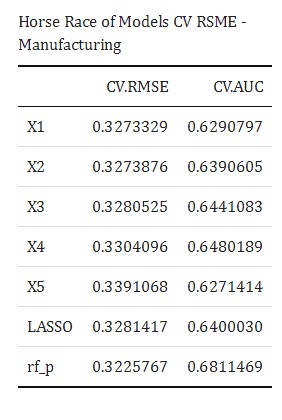 Horse Race of Models CV RSME -
Manufacturing
CV.RMSE CV.AUC
X1 0.3273329 0.6290797
X2 0.3273876 0.6390605
X3 0.3280525 0.6441083
X4 0.3304096 0.6480189
X5 0.3391068 0.6271414
LASSO 0.3281417 0.6400030
rf_p 0.3225767 0.6811469